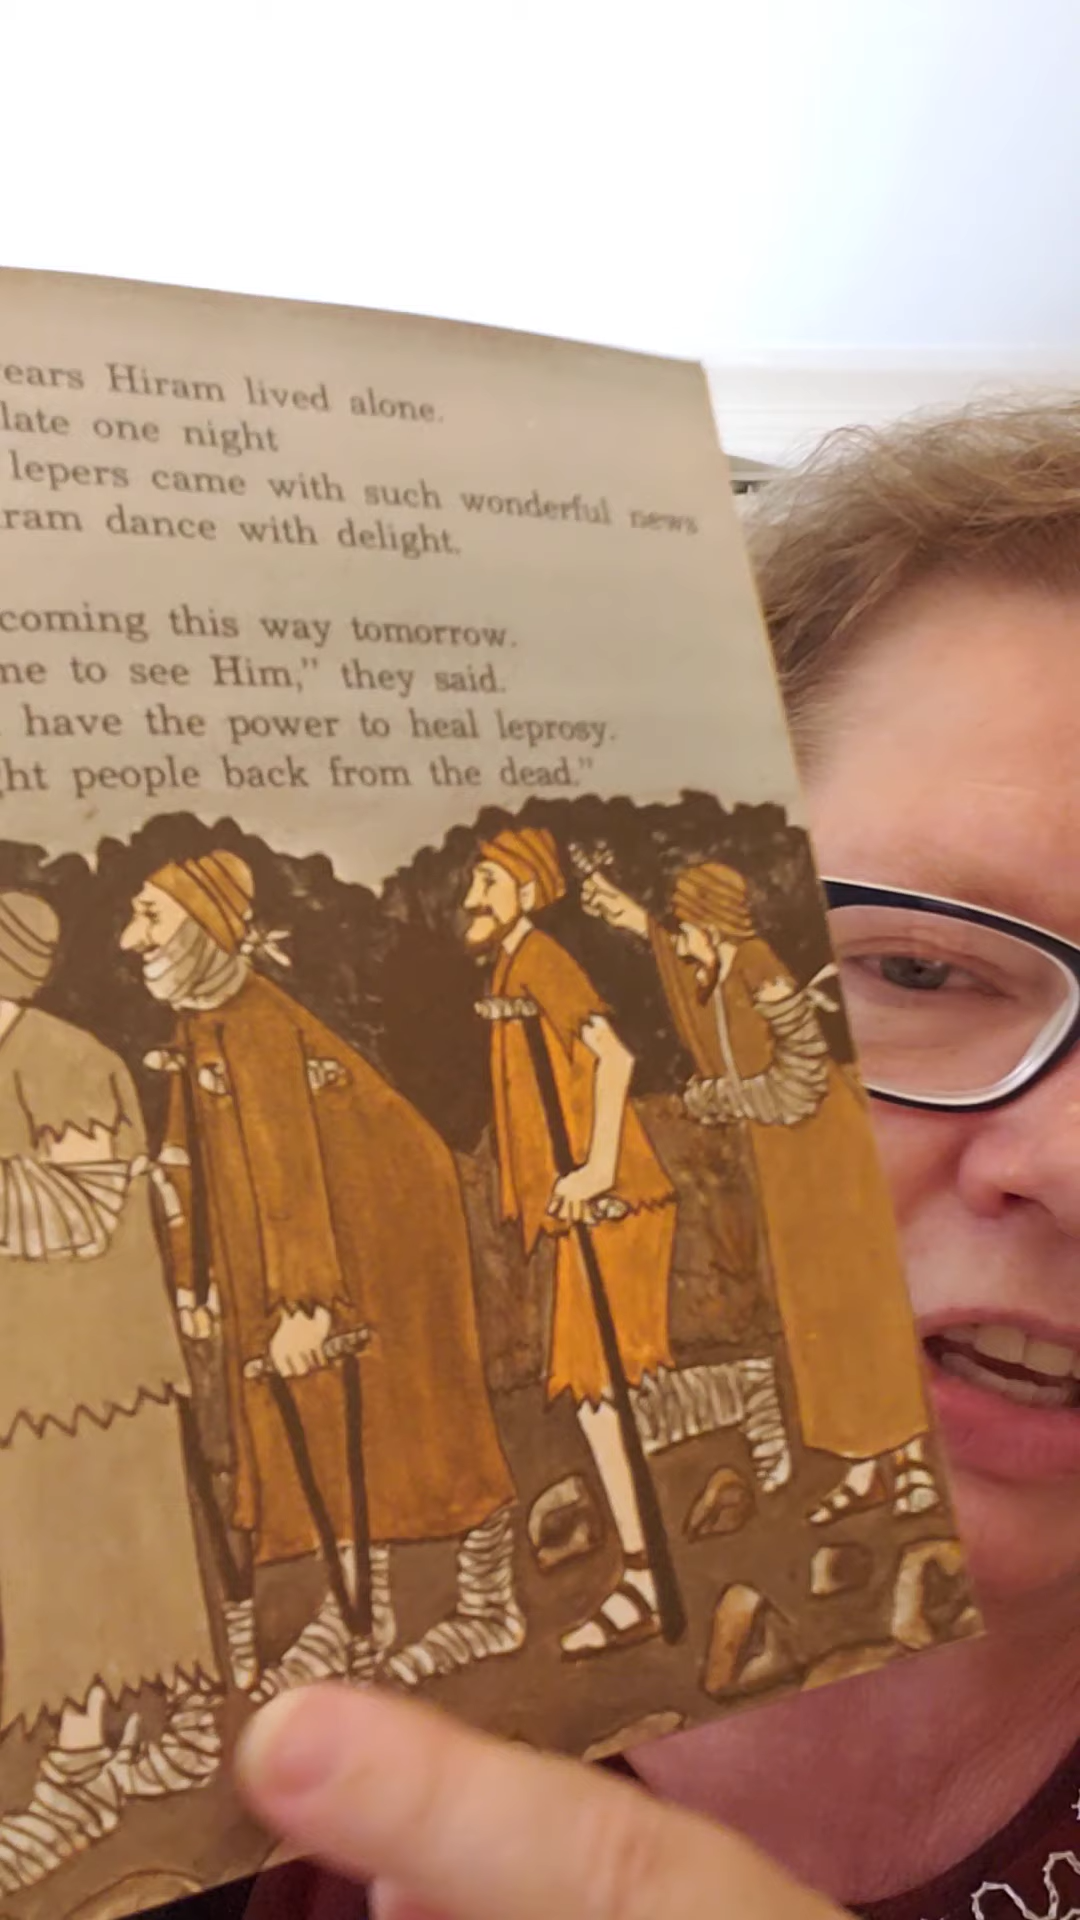 ears Hiram lived alone.
late one night
lepers came with such wonderful news
ram dance with delight.
coming this way tomorrow.
me to see Him," they said.
have the power to heal leprosy.
ht people back from the dead."